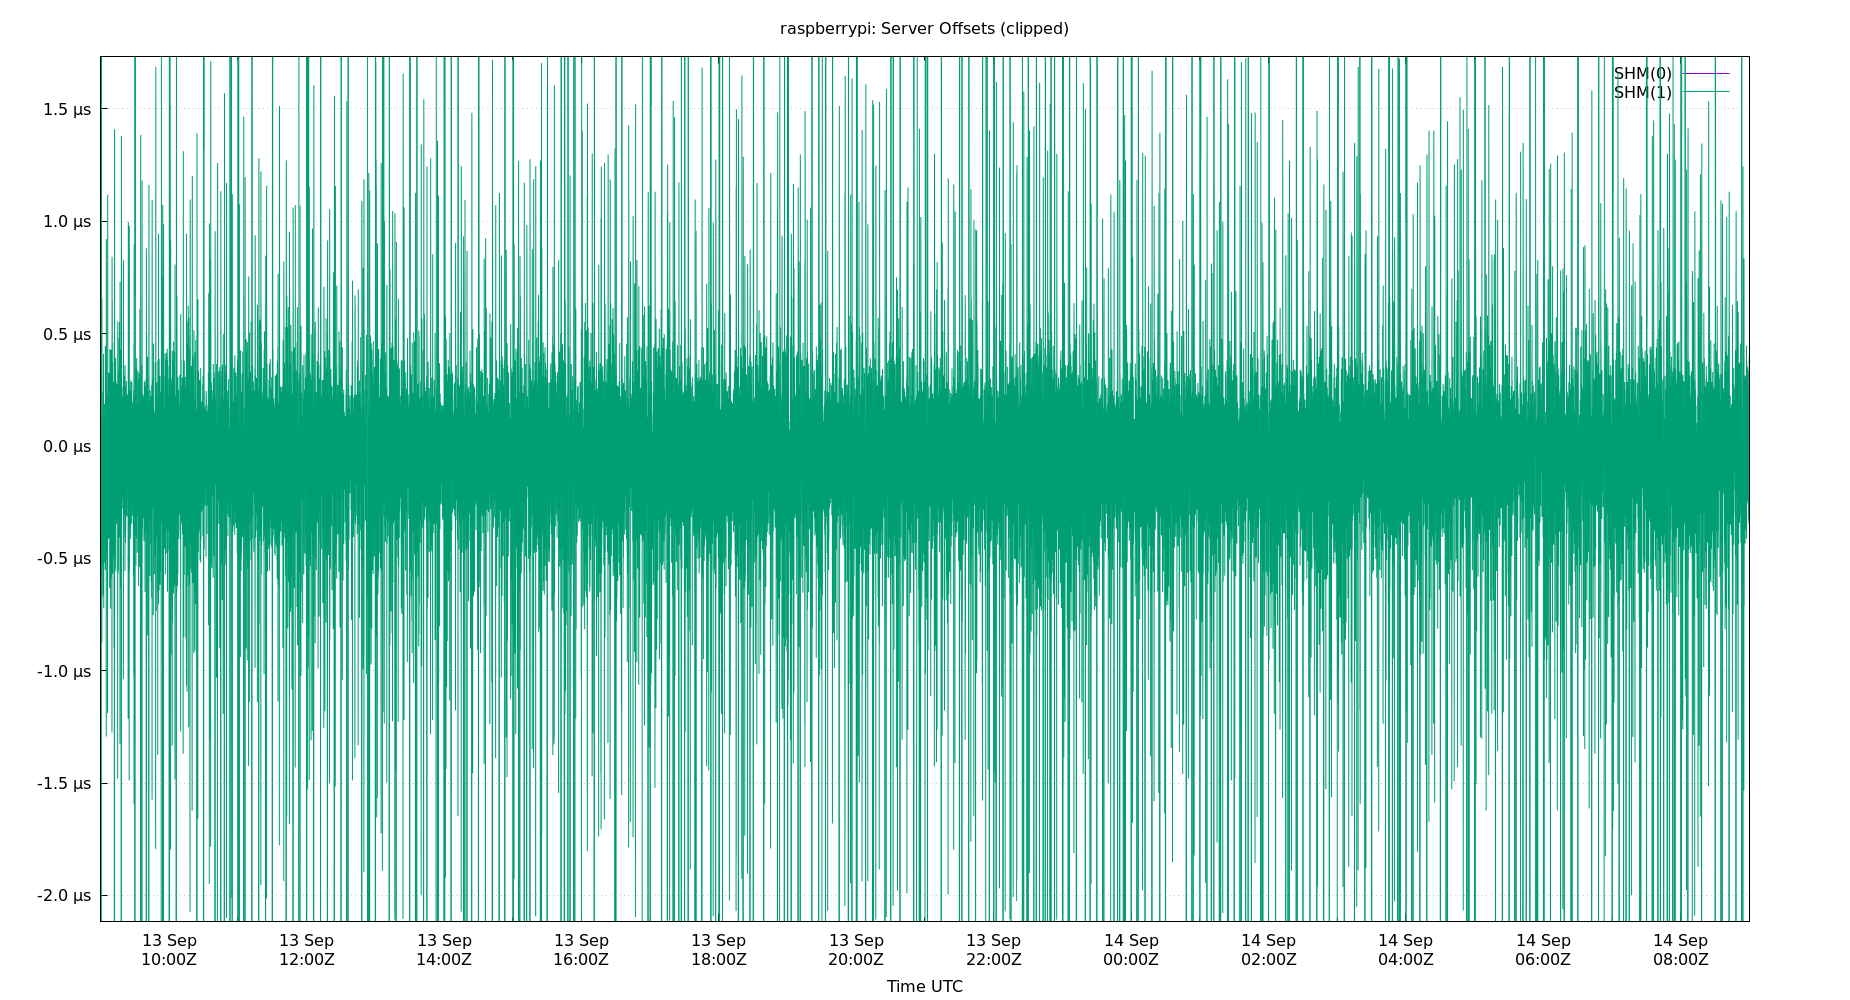 raspberrypi: Server Offsets (clipped)
SHM(0)
SHM(1)
1.5 µs
1.0 µs
0.5 µs
0.0 µs
-0.5 µs
-1.0 µs
-1.5 µs
-2.0 µs
13 Sep 13 Sep 13 Sep 13 Sep 13 Sep 13 Sep 13 Sep 14 Sep 14 Sep 14 Sep 14 Sep 14 Sep
10:00Z 12:00Z 14:00Z 16:00Z 18:00Z 20:00Z 22:00Z 00:00Z 02:00Z 04:00Z 06:00Z 08:00Z
Time UTC